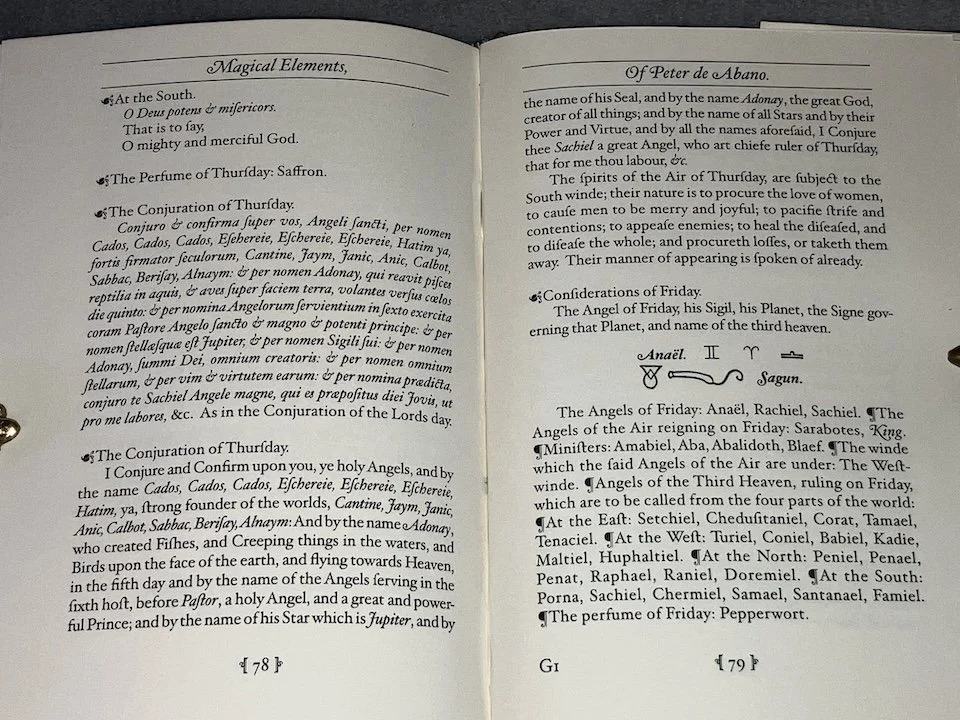 Magical Elements,
At the South.
O Deus potens & miſericors.
That is to ſay,
O mighty and merciful God.
The Perfume of Thurſday: Saffron.
The Conjuration of Thurſday.
Conjuro & confirma ſuper vos, Angeli ſancti, per nomen
Cados, Cados, Cados, Eſchereie, Eſchereie, Eſchereie, Hatim ya,
fortis firmator ſeculorum, Cantine, Jaym, Janic, Anic, Calbot,
Sabbac, Beriſay, Alnaym: & per nomen Adonay, qui reavit piſces
reptilia in aquis, & aves ſuper faciem terra, volantes verſus cœlos
die quinto: & per nomina Angelorum ſervientium in ſexto exercita
coram Paſtore Angelo ſancto & magno & potenti principe: & per
nomen ſtellæſquæ eſt Jupiter, & per nomen Sigili ſui: & per nomen
Adonay, ſummi Dei, omnium creatoris: & per nomen omnium
ſtellarum, & per vim & virtutem earum: & per nomina prædicta,
conjuro te Sachiel Angele magne, qui es præpoſitus diei Jovis, ut
pro me labores, &c. As in the Conjuration of the Lords day.
The Conjuration of Thurſday.
I Conjure and Confirm upon you, ye holy Angels, and by
the name Cados, Cados, Cados, Eſchereie, Eſchereie, Eſchereie,
Hatim, ya, ſtrong founder of the worlds, Cantine, Jaym, Janic,
Anic, Calbot, Sabbac, Beriſay, Alnaym: And by the name Adonay,
who created Fiſhes, and Creeping things in the waters, and
Birds upon the face of the earth, and flying towards Heaven,
in the fifth day and by the name of the Angels ſerving in the
ſixth hoſt, before Paſtor, a holy Angel, and a great and power-
ful Prince; and by the name of his Star which is Jupiter, and by
78
Of Peter de Abano.
the name of his Seal, and by the name Adonay, the great God,
creator of all things; and by the name of all Stars and by their
Power and Virtue, and by all the names aforeſaid, I Conjure
thee Sachiel a great Angel, who art chiefe ruler of Thurſday,
that for me thou labour, &c.
The ſpirits of the Air of Thurſday, are ſubject to the
South winde; their nature is to procure the love of women,
to cauſe men to be merry and joyful; to pacifie ſtrife and
contentions; to appeaſe enemies; to heal the diſeaſed, and
to diſeaſe the whole; and procureth loſſes, or taketh them
away. Their manner of appearing is ſpoken of already.
Conſiderations of Friday.
The Angel of Friday, his Sigil, his Planet, the Signe gov-
erning that Planet, and name of the third heaven.
Anaël. ♊ ♈ ♎
Sagun.
The Angels of Friday: Anaël, Rachiel, Sachiel. ¶The
Angels of the Air reigning on Friday: Sarabotes, King.
¶Miniſters: Amabiel, Aba, Abalidoth, Blaef. ¶The winde
which the ſaid Angels of the Air are under: The Weſt-
winde. ¶Angels of the Third Heaven, ruling on Friday,
which are to be called from the four parts of the world:
¶At the Eaſt: Setchiel, Cheduſitaniel, Corat, Tamael,
Tenaciel. ¶At the Weſt: Turiel, Coniel, Babiel, Kadie,
Maltiel, Huphaltiel. ¶At the North: Peniel, Penael,
Penat, Raphael, Raniel, Doremiel. ¶At the South:
Porna, Sachiel, Chermiel, Samael, Santanael, Famiel.
¶The perfume of Friday: Pepperwort.
G1
79